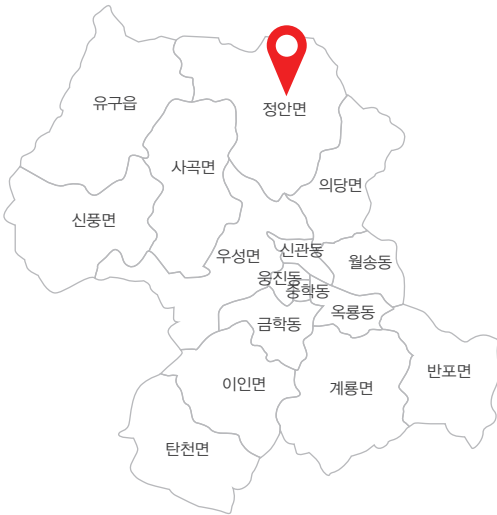 유구읍
정안면
사곡면
의당면
신풍면
우성면
신관동
월송동
웅진동
중학동
옥룡동
금학동
반포면
이인면
계룡면
탄천면